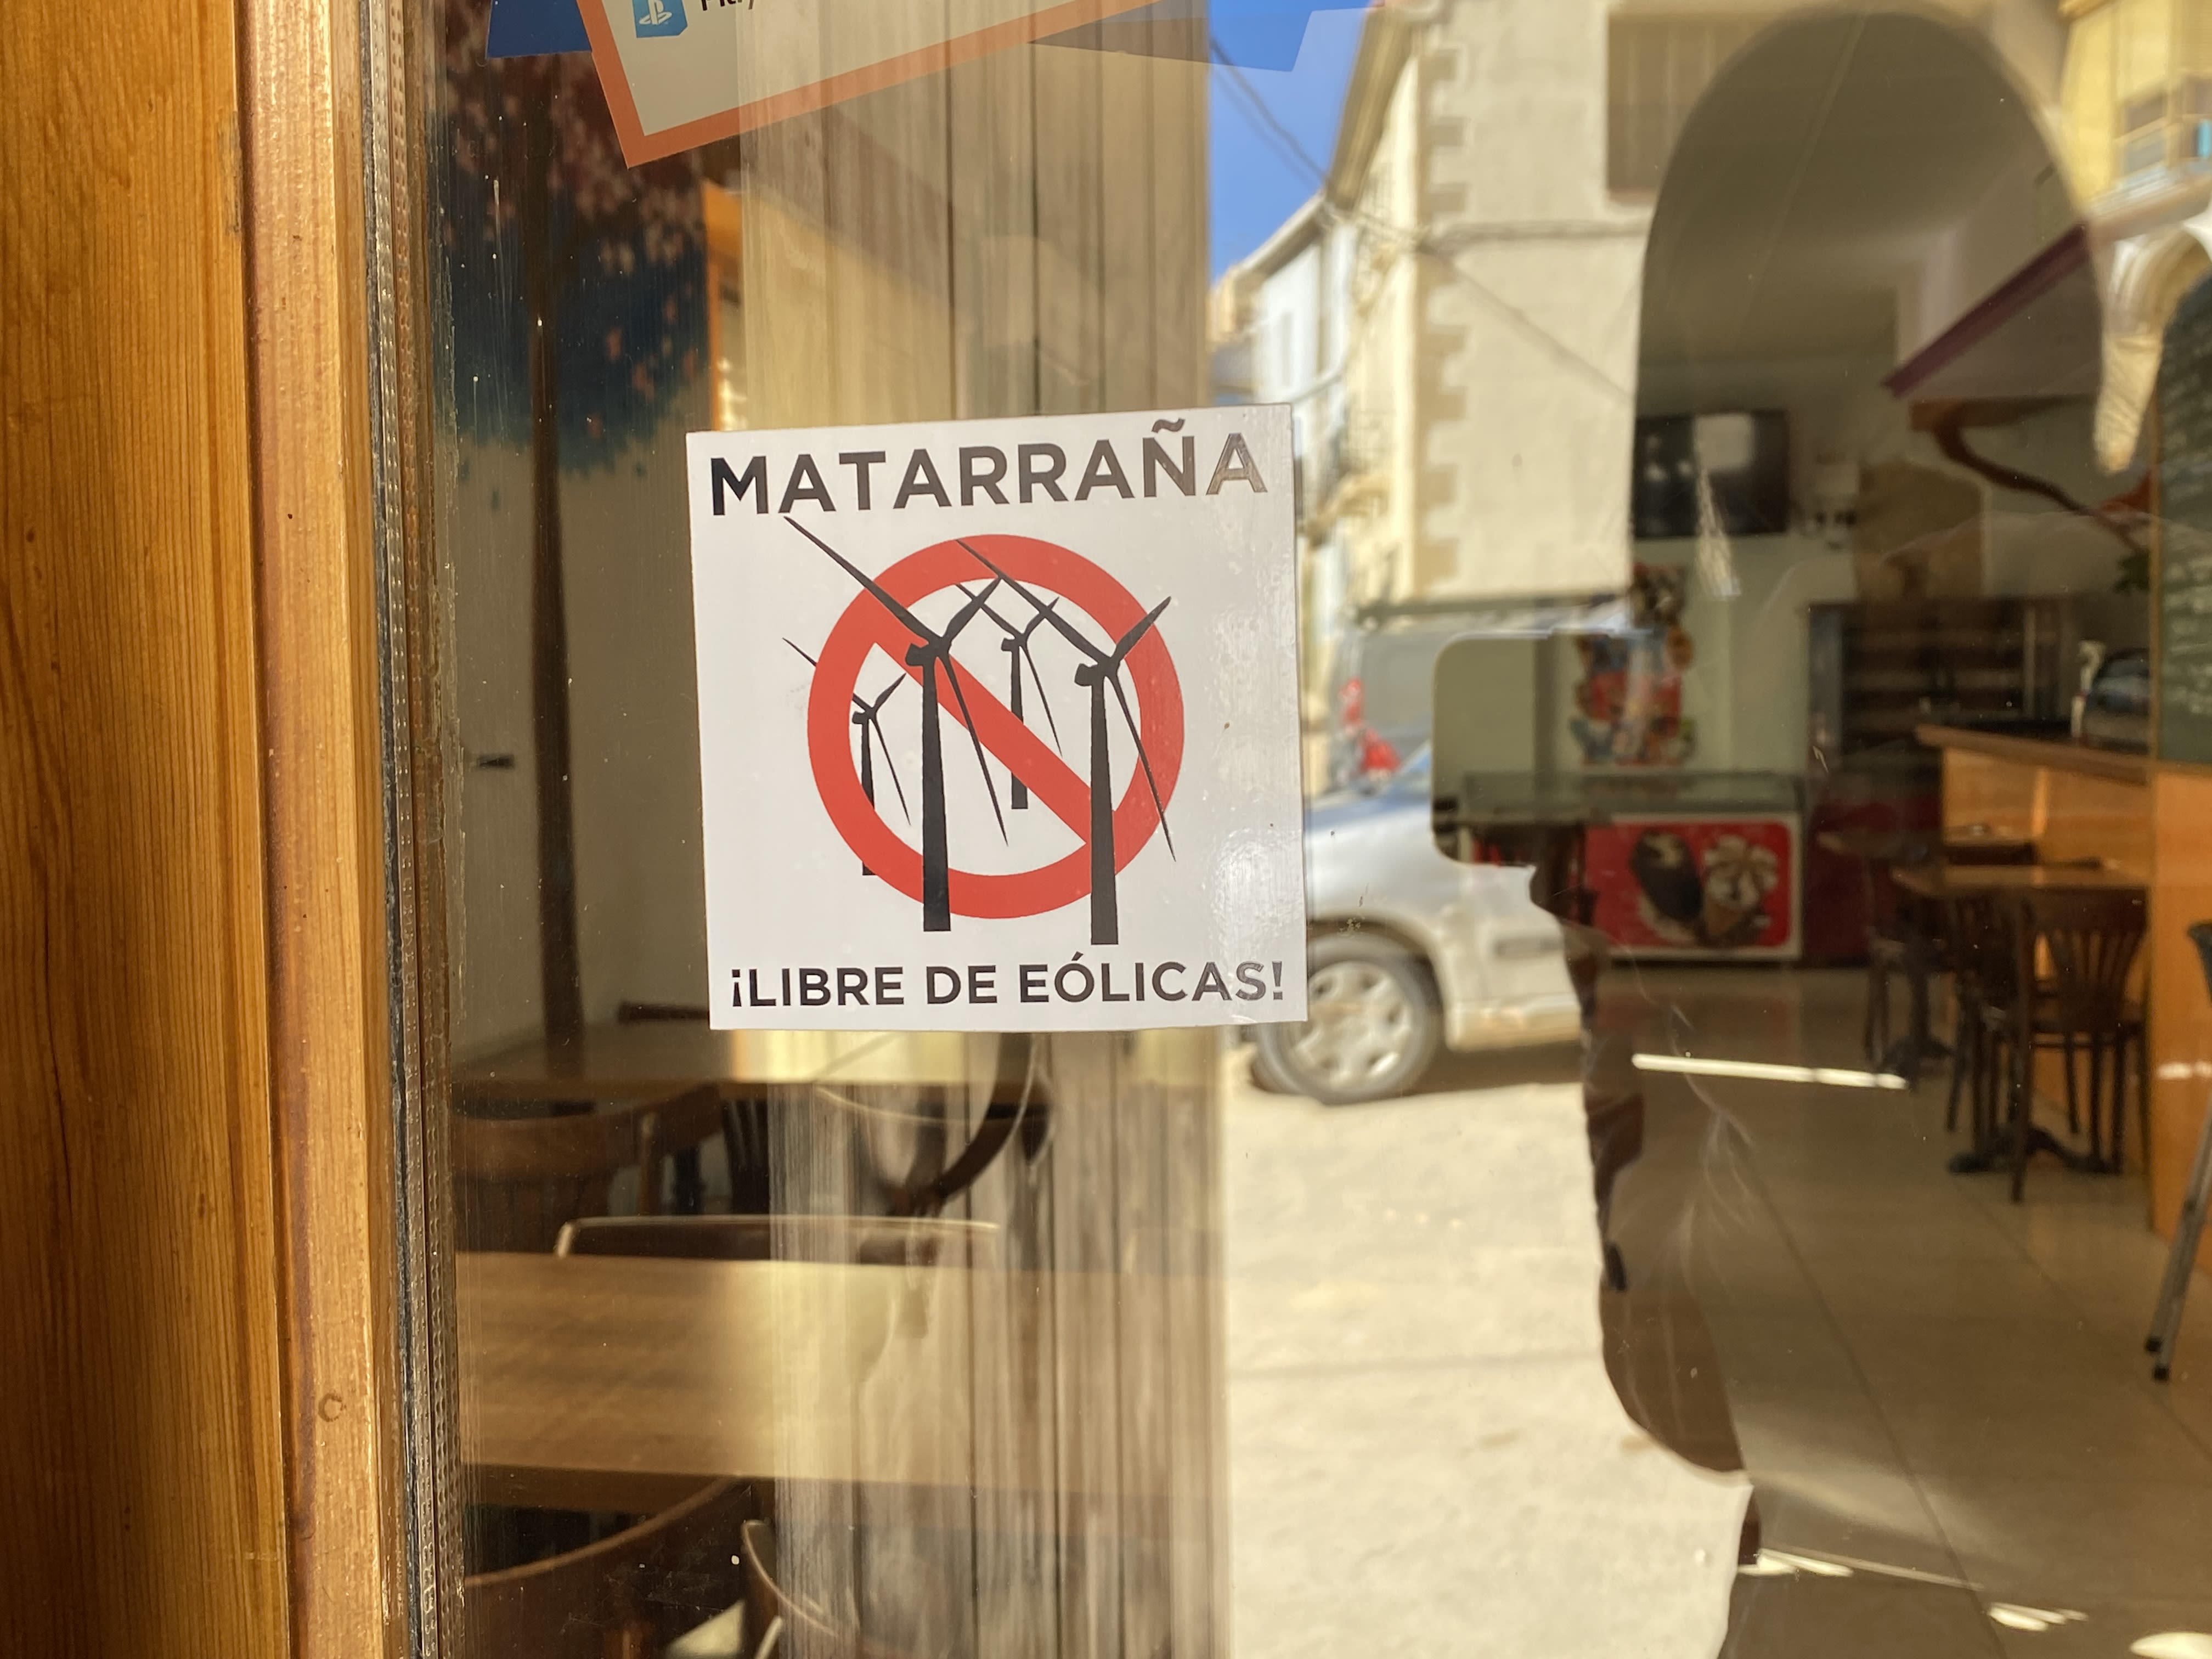 MATARRAÑA
¡LIBRE DE EÓLICAS!